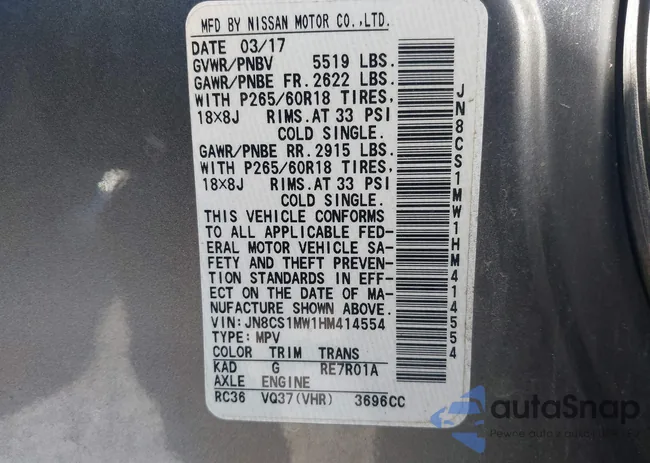 MFD BY NISSAN MOTOR CO.,LTD.
DATE 03/17
GVWR/PNBV 5519 LBS.
GAWR/PNBE FR. 2622 LBS.
WITH P265/60R18 TIRES,
18×8J RIMS.AT 33 PSI
COLD SINGLE.
GAWR/PNBE RR. 2915 LBS.
WITH P265/60R18 TIRES,
18×8J RIMS.AT 33 PSI
COLD SINGLE.
THIS VEHICLE CONFORMS
TO ALL APPLICABLE FED-
ERAL MOTOR VEHICLE SA-
FETY AND THEFT PREVEN-
TION STANDARDS IN EFF-
ECT ON THE DATE OF MA-
NUFACTURE SHOWN ABOVE.
VIN: JN8CS1MW1HM414554
TYPE: MPV
COLOR TRIM TRANS
KAD G RE7R01A
AXLE ENGINE
RC36 VQ37(VHR) 3696CC
JN8CS1MW1HM414554
autoSnap
Pewne auto z aukcji